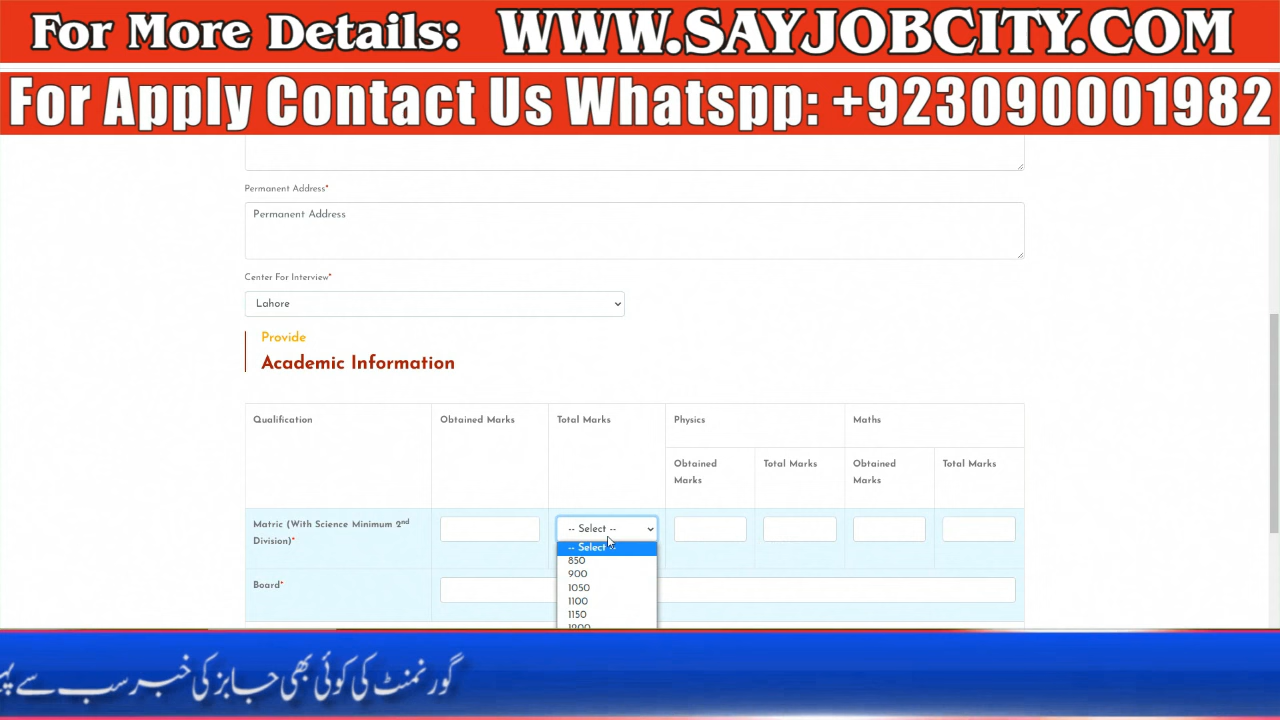 For More Details: WWW.SAYJOBCITY.COM
For Apply Contact Us Whatspp: +923090001982
Permanent Address*
Permanent Address
Center For Interview*
Lahore
Provide
Academic Information
Qualification Obtained Marks Total Marks Physics Maths
Obtained Marks Total Marks Obtained Marks Total Marks
Matric (With Science Minimum 2nd Division)*
-- Select --
-- Select --
850
900
1050
1100
1150
1200
Board*
گورنمنٹ کی کوئی بھی جابز کی خبر سب سے